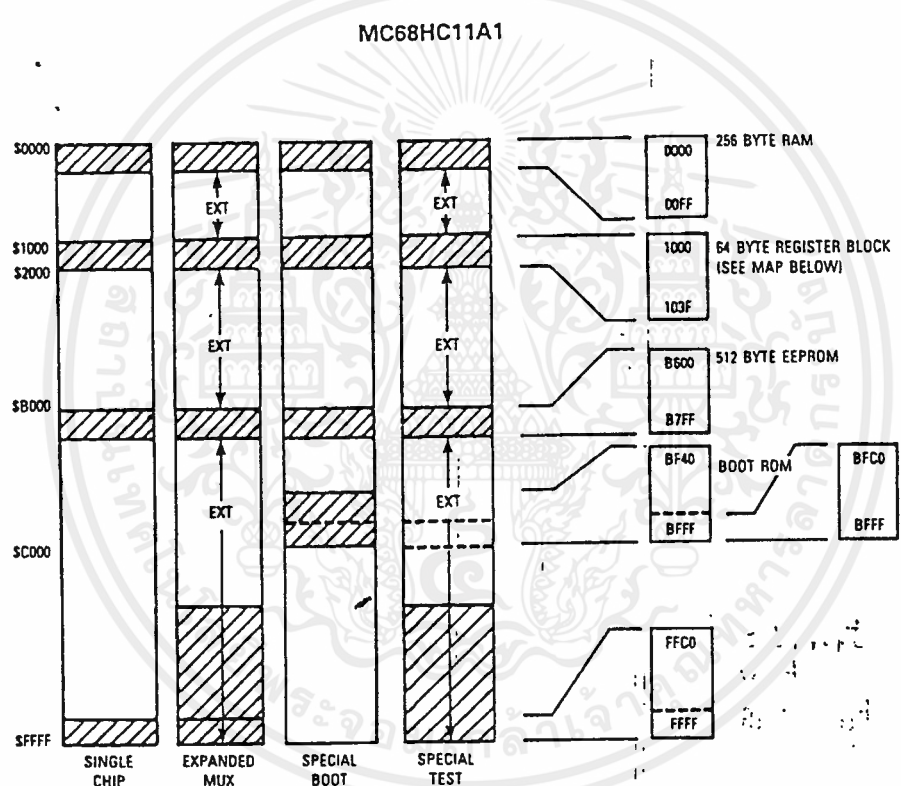 MC68HC11A1
$0000
$1000
$2000
$B000
$C000
$FFFF
EXT
EXT
EXT
EXT
EXT
EXT
SINGLE
CHIP
EXPANDED
MUX
SPECIAL
BOOT
SPECIAL
TEST
0000
00FF
256 BYTE RAM
1000
103F
64 BYTE REGISTER BLOCK
(SEE MAP BELOW)
B600
B7FF
512 BYTE EEPROM
BF40
BFFF
BOOT ROM
BFC0
BFFF
FFC0
FFFF